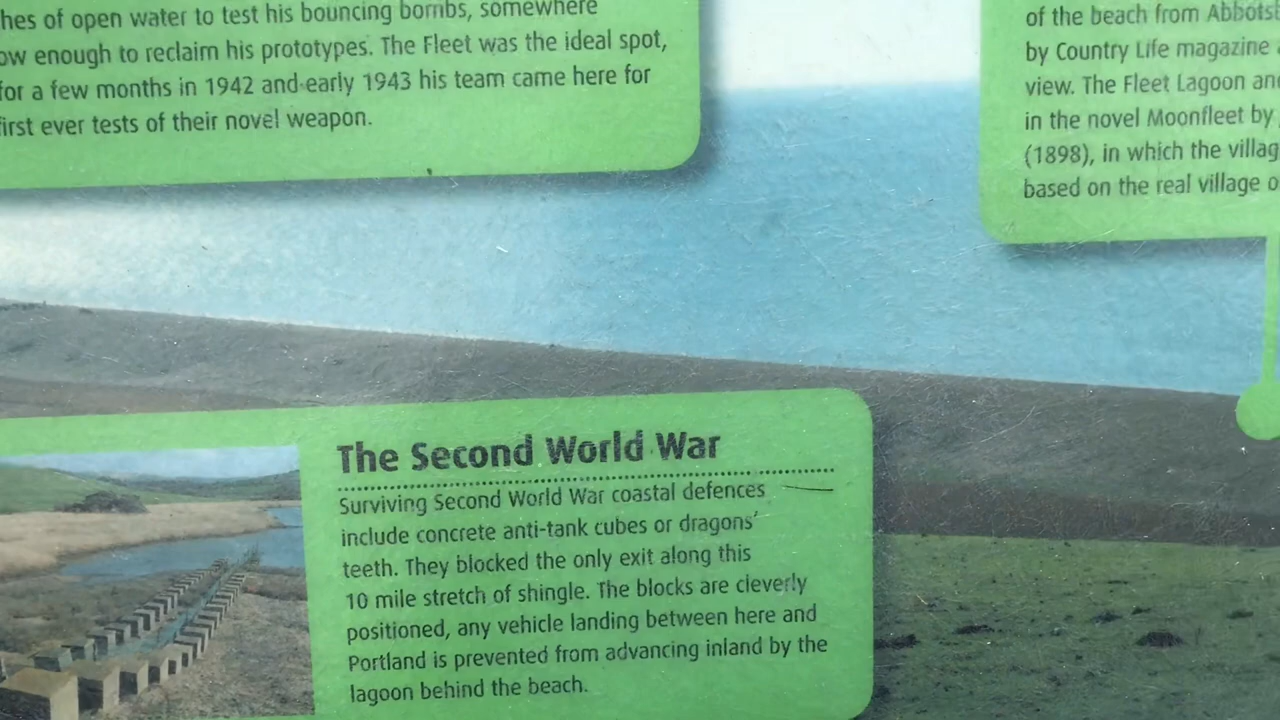 hes of open water to test his bouncing bombs, somewhere
ow enough to reclaim his prototypes. The Fleet was the ideal spot,
for a few months in 1942 and early 1943 his team came here for
first ever tests of their novel weapon.
of the beach from Abbots
by Country Life magazine
view. The Fleet Lagoon an
in the novel Moonfleet by
(1898), in which the villag
based on the real village o
The Second World War
Surviving Second World War coastal defences
include concrete anti-tank cubes or dragons'
teeth. They blocked the only exit along this
10 mile stretch of shingle. The blocks are cleverly
positioned, any vehicle landing between here and
Portland is prevented from advancing inland by the
lagoon behind the beach.